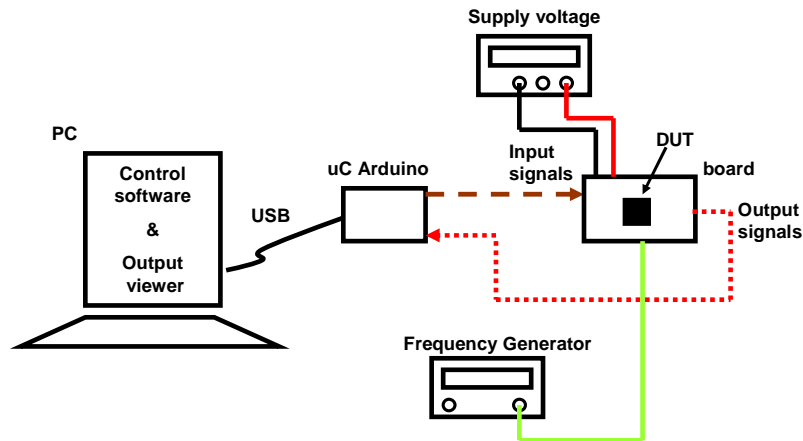 Supply voltage
PC
Control
software
&
Output
viewer
USB
uC Arduino
Input
signals
DUT
board
Output
signals
Frequency Generator